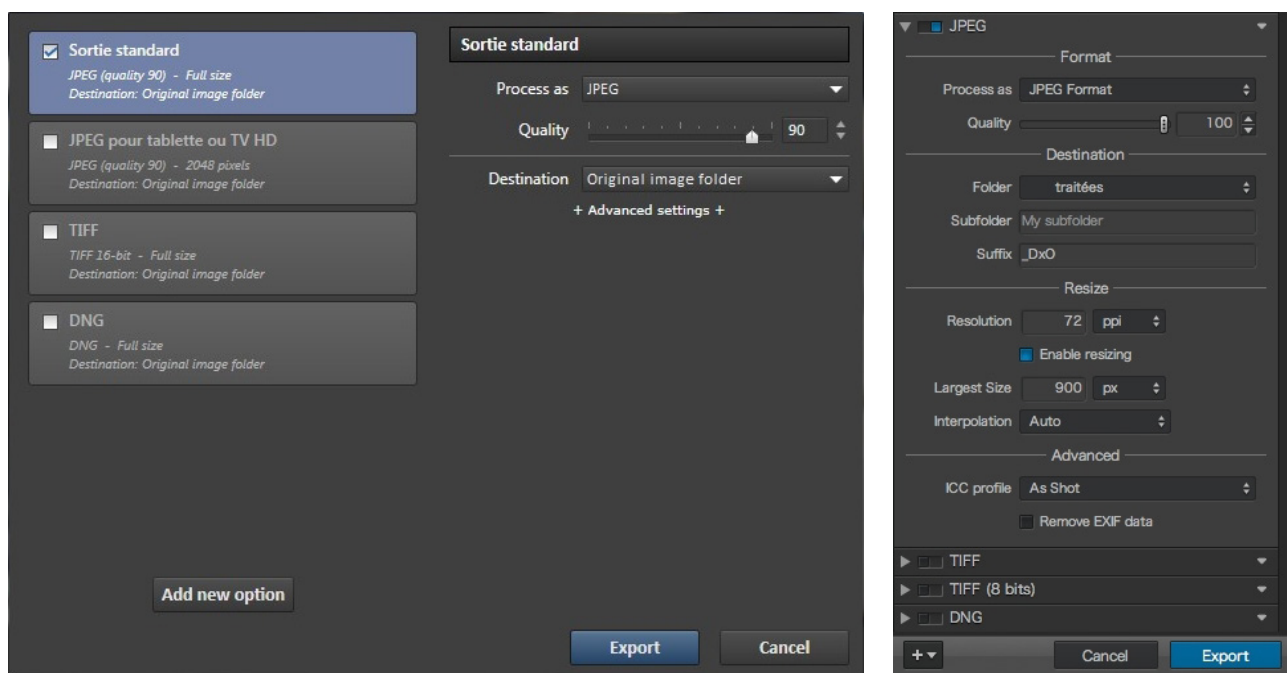 Sortie standard
JPEG (quality 90) - Full size
Destination: Original image folder
JPEG pour tablette ou TV HD
JPEG (quality 90) - 2048 pixels
Destination: Original image folder
TIFF
TIFF 16-bit - Full size
Destination: Original image folder
DNG
DNG - Full size
Destination: Original image folder
Add new option
Sortie standard
Process as JPEG
Quality 90
Destination Original image folder
+ Advanced settings +
Export Cancel
JPEG
Format
Process as JPEG Format
Quality 100
Destination
Folder traitées
Subfolder My subfolder
Suffix _DxO
Resize
Resolution 72 ppi
Enable resizing
Largest Size 900 px
Interpolation Auto
Advanced
ICC profile As Shot
Remove EXIF data
TIFF
TIFF (8 bits)
DNG
+ Cancel Export